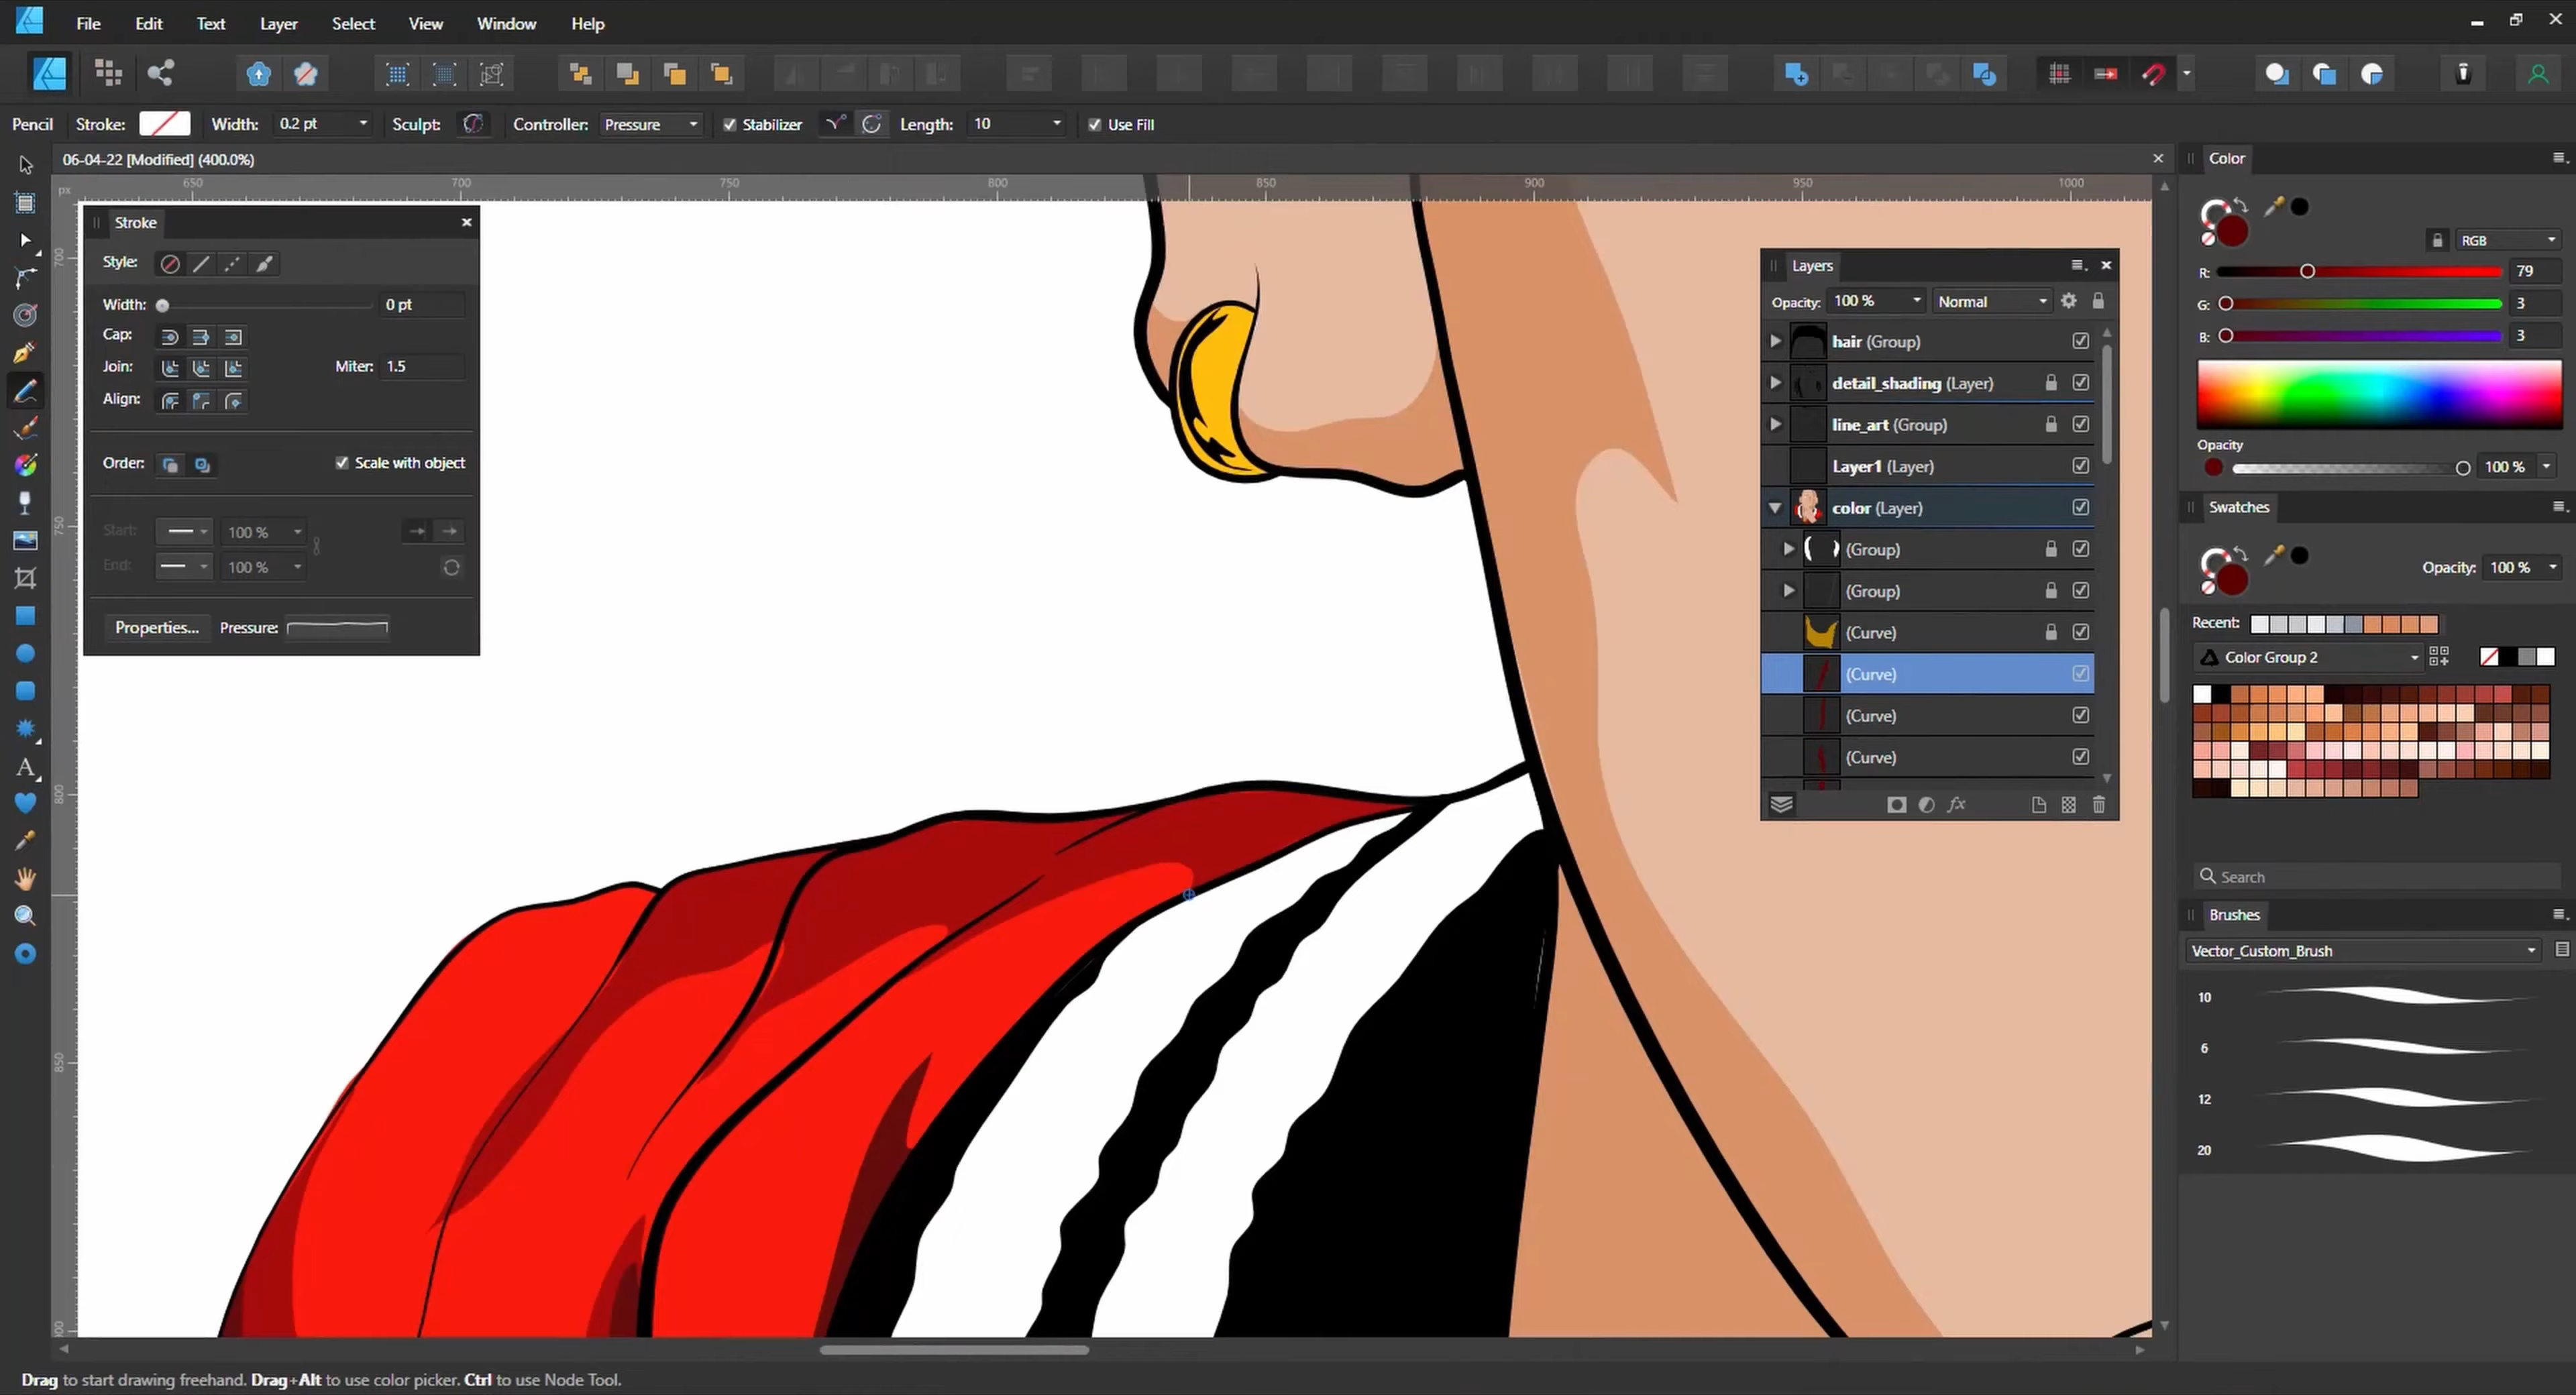 File Edit Text Layer Select View Window Help
Pencil Stroke: Width: 0.2 pt Sculpt: Controller: Pressure Stabilizer Length: 10 Use Fill
06-04-22 [Modified] (400.0%)
px 650 700 750 800 850 900 950 1000
700
750
800
850
Stroke
Style:
Width: 0 pt
Cap:
Join: Miter: 1.5
Align:
Order: Scale with object
Start: 100 %
End: 100 %
Properties... Pressure:
Layers
Opacity: 100 % Normal
hair (Group)
detail_shading (Layer)
line_art (Group)
Layer1 (Layer)
color (Layer)
(Group)
(Group)
(Curve)
(Curve)
(Curve)
(Curve)
fx
Color
RGB
R: 79
G: 3
B: 3
Opacity
100 %
Swatches
Opacity: 100 %
Recent:
Color Group 2
Search
Brushes
Vector_Custom_Brush
10
6
12
20
Drag to start drawing freehand. Drag+Alt to use color picker. Ctrl to use Node Tool.